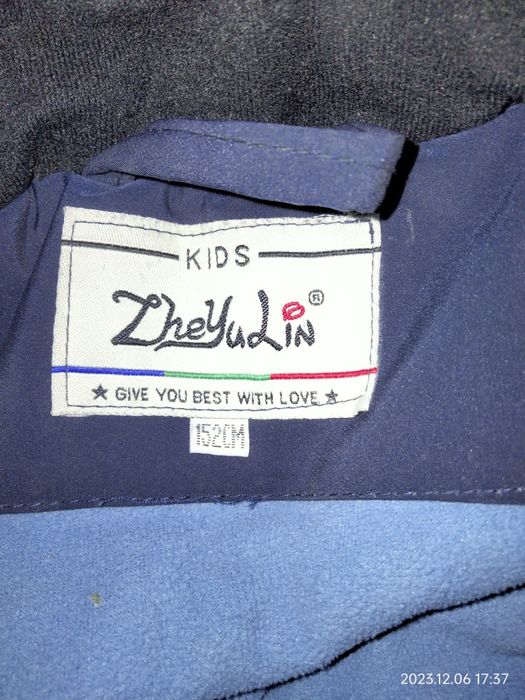 KIDS
ZheYuLiN ®
★ GIVE YOU BEST WITH LOVE ★
152CM
2023.12.06 17:37